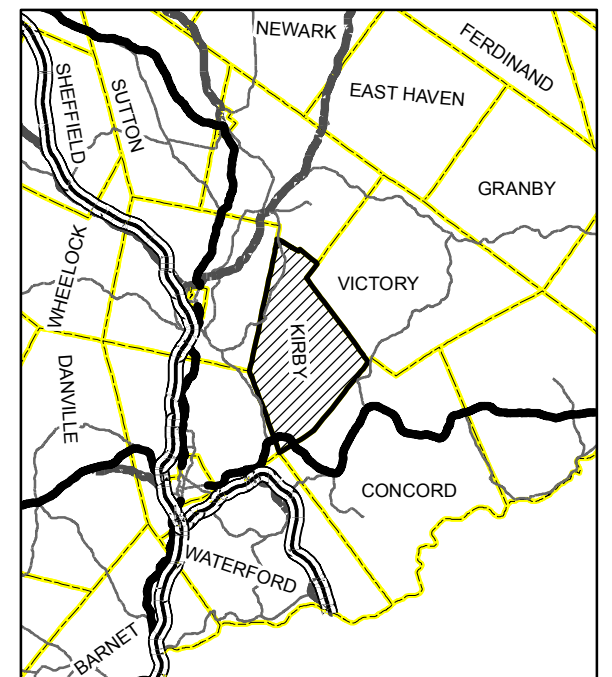 NEWARK
FERDINAND
SHEFFIELD
SUTTON
EAST HAVEN
GRANBY
WHEELOCK
VICTORY
KIRBY
DANVILLE
CONCORD
WATERFORD
BARNET